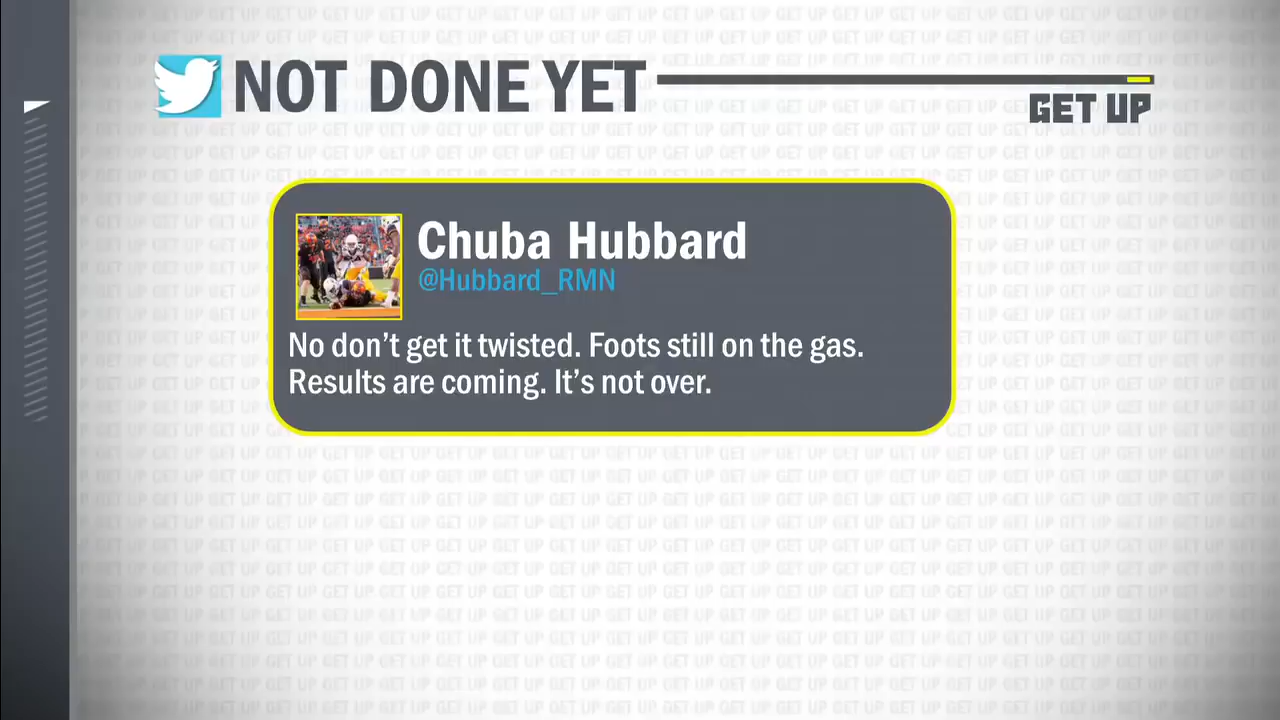 NOT DONE YET
GET UP
Chuba Hubbard
@Hubbard_RMN
No don't get it twisted. Foots still on the gas.
Results are coming. It's not over.